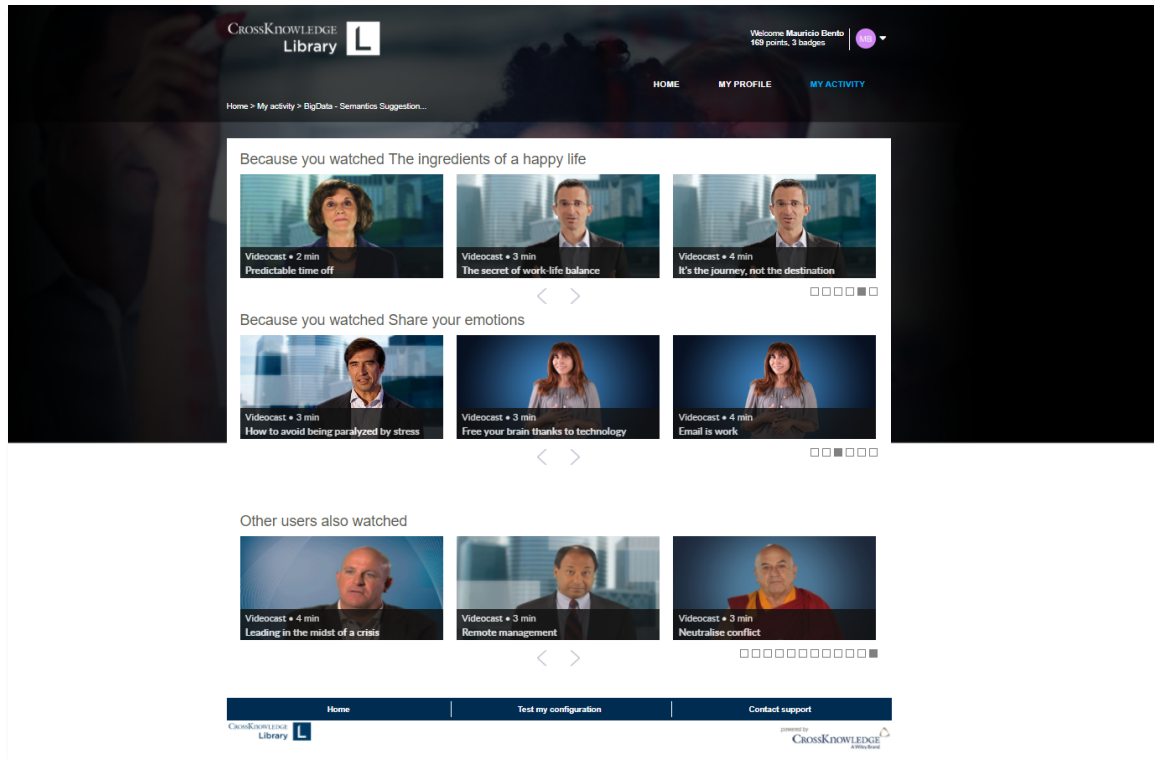 CrossKnowledge
Library L
Welcome Mauricio Bento
169 points, 3 badges
MB
HOME MY PROFILE MY ACTIVITY
Home > My activity > BigData - Semantics Suggestion...
Because you watched The ingredients of a happy life
Videocast • 2 min
Predictable time off
Videocast • 3 min
The secret of work-life balance
Videocast • 4 min
It's the journey, not the destination
Because you watched Share your emotions
Videocast • 3 min
How to avoid being paralyzed by stress
Videocast • 3 min
Free your brain thanks to technology
Videocast • 4 min
Email is work
Other users also watched
Videocast • 4 min
Leading in the midst of a crisis
Videocast • 3 min
Remote management
Videocast • 3 min
Neutralise conflict
Home Test my configuration Contact support
CrossKnowledge
Library L
powered by
CrossKnowledge
A Wiley Brand